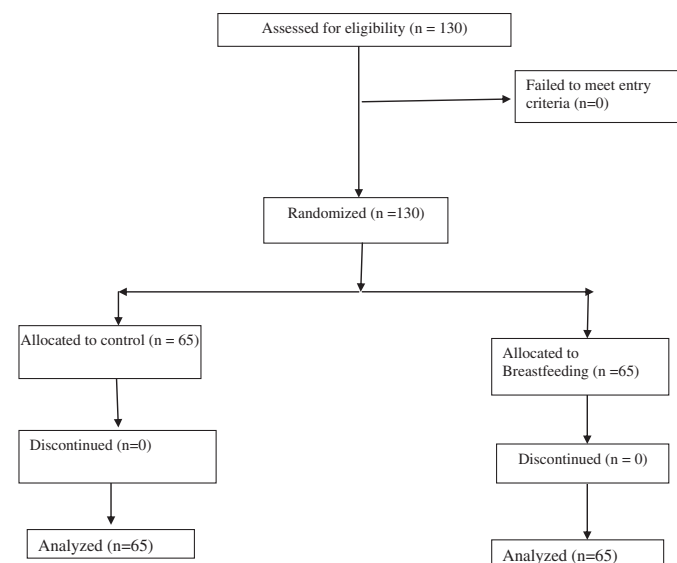 Assessed for eligibility (n = 130)
Failed to meet entry
criteria (n=0)
Randomized (n =130)
Allocated to control (n = 65)
Allocated to
Breastfeeding (n =65)
Discontinued (n=0)
Discontinued (n = 0)
Analyzed (n=65)
Analyzed (n=65)